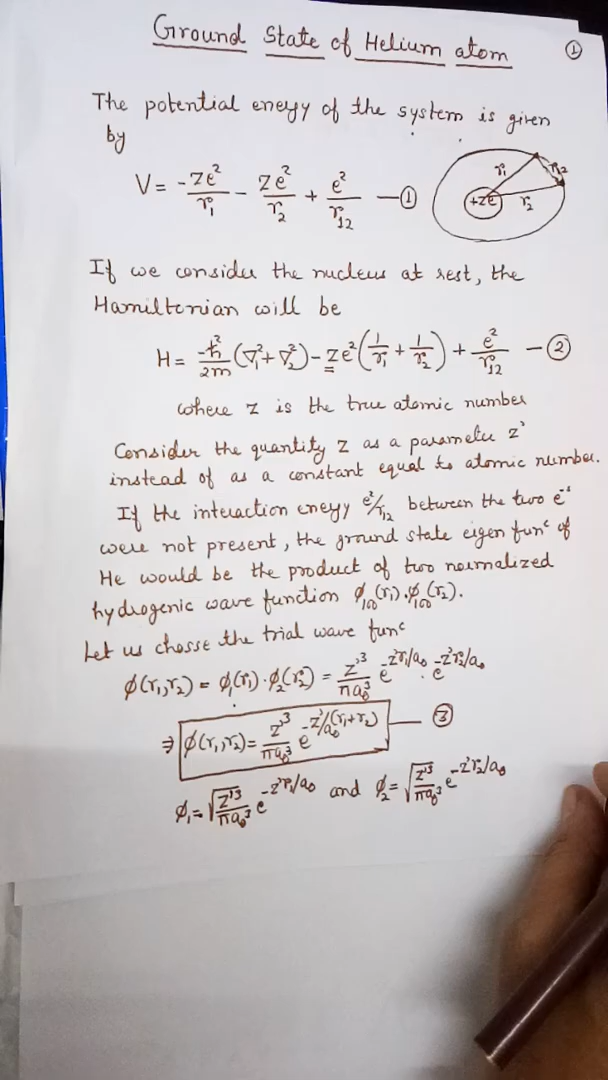 Ground State of Helium atom
①
The potential eneyy of the system is given
by
V = -Ze²/r₁ - Ze²/r₂ + e²/r₁₂ —①
r₁
r₁₂
+Ze
r₂
If we consider the nucleus at rest, the
Hamiltonian will be
H = -ℏ²/2m (∇₁²+∇₂²) - Ze²(1/r₁ + 1/r₂) + e²/r₁₂ —②
where Z is the true atomic number
Consider the quantity Z as a parameter Z'
instead of as a constant equal to atomic number.
If the interaction eneyy e²/r₁₂ between the two e⁻ˢ
were not present, the ground state eigen funᶜ of
He would be the product of two normalized
hydrogenic wave function ϕ₁₀₀(r₁).ϕ₁₀₀(r₂).
Let us chosse the trial wave funᶜ
ϕ(r₁,r₂) = ϕ₁(r₁).ϕ₂(r₂) = Z'³/πa₀³ e^-Z'r₁/a₀ . e^-Z'r₂/a₀
⇒ ϕ(r₁,r₂) = Z'³/πa₀³ e^-Z'/a₀(r₁+r₂) —③
ϕ₁ = √(Z'³/πa₀³) e^-Z'r₁/a₀ and ϕ₂ = √(Z'³/πa₀³) e^-Z'r₂/a₀